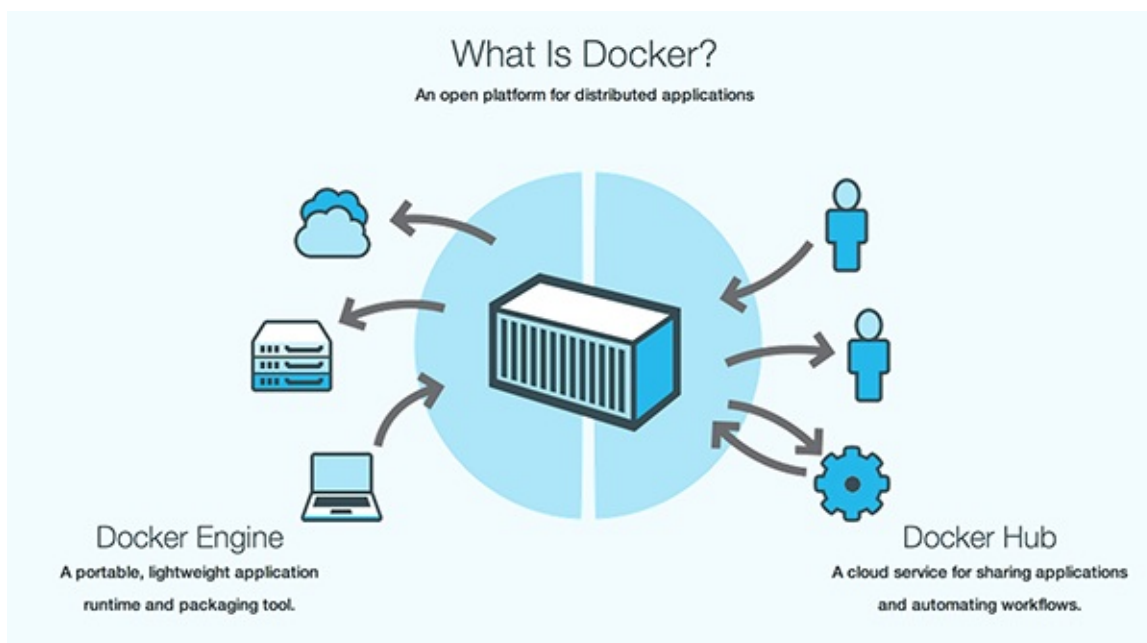 What Is Docker?
An open platform for distributed applications
Docker Engine
A portable, lightweight application
runtime and packaging tool.
Docker Hub
A cloud service for sharing applications
and automating workflows.